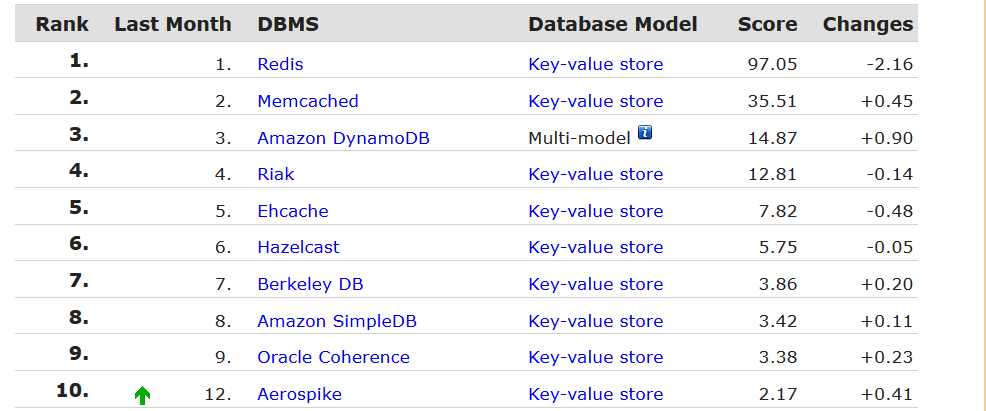 Rank Last Month DBMS Database Model Score Changes
1. 1. Redis Key-value store 97.05 -2.16
2. 2. Memcached Key-value store 35.51 +0.45
3. 3. Amazon DynamoDB Multi-model i 14.87 +0.90
4. 4. Riak Key-value store 12.81 -0.14
5. 5. Ehcache Key-value store 7.82 -0.48
6. 6. Hazelcast Key-value store 5.75 -0.05
7. 7. Berkeley DB Key-value store 3.86 +0.20
8. 8. Amazon SimpleDB Key-value store 3.42 +0.11
9. 9. Oracle Coherence Key-value store 3.38 +0.23
10. 12. Aerospike Key-value store 2.17 +0.41